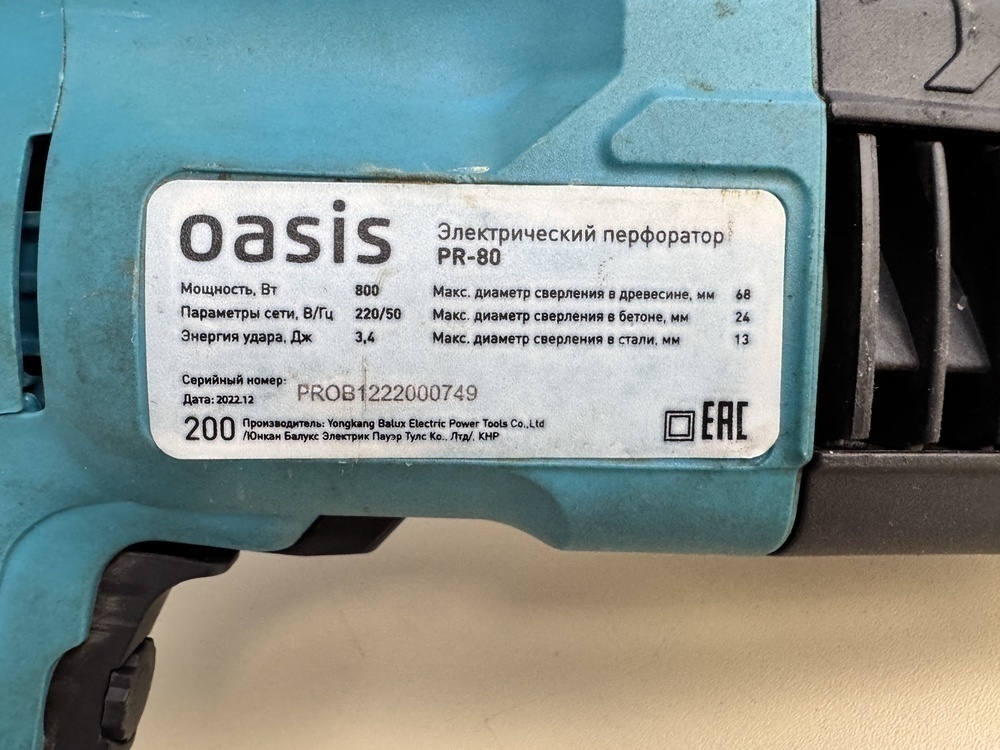 oasis
Электрический перфоратор
PR-80
Мощность, Вт 800
Параметры сети, В/Гц 220/50
Энергия удара, Дж 3,4
Макс. диаметр сверления в древесине, мм 68
Макс. диаметр сверления в бетоне, мм 24
Макс. диаметр сверления в стали, мм 13
Серийный номер: PROB1222000749
Дата: 2022.12
200 Производитель: Yongkang Balux Electric Power Tools Co.,Ltd
/Юнкан Балукс Электрик Пауэр Тулс Ко., Лтд/. КНР
EAC